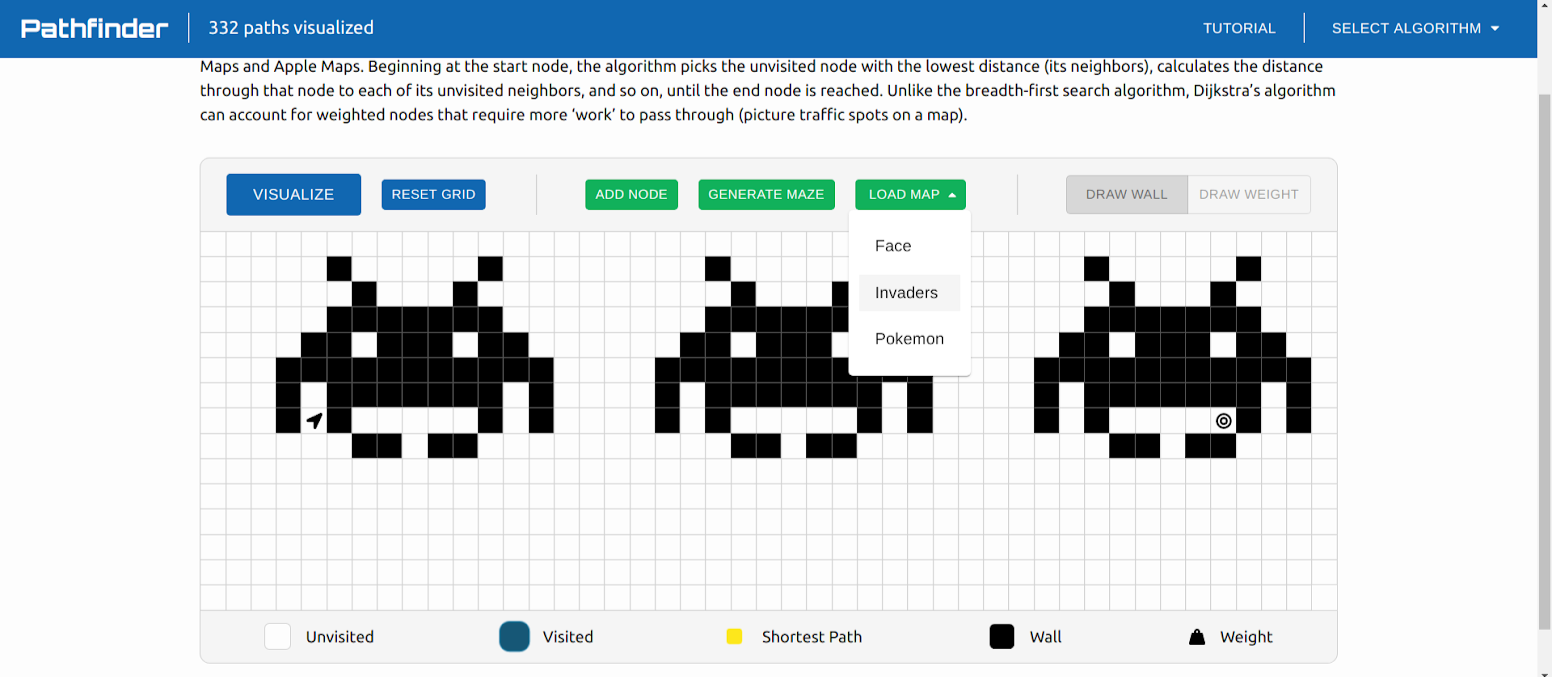 Pathfinder
332 paths visualized
TUTORIAL
SELECT ALGORITHM
Maps and Apple Maps. Beginning at the start node, the algorithm picks the unvisited node with the lowest distance (its neighbors), calculates the distance
through that node to each of its unvisited neighbors, and so on, until the end node is reached. Unlike the breadth-first search algorithm, Dijkstra’s algorithm
can account for weighted nodes that require more ‘work’ to pass through (picture traffic spots on a map).
VISUALIZE
RESET GRID
ADD NODE
GENERATE MAZE
LOAD MAP
DRAW WALL
DRAW WEIGHT
Face
Invaders
Pokemon
Unvisited
Visited
Shortest Path
Wall
Weight